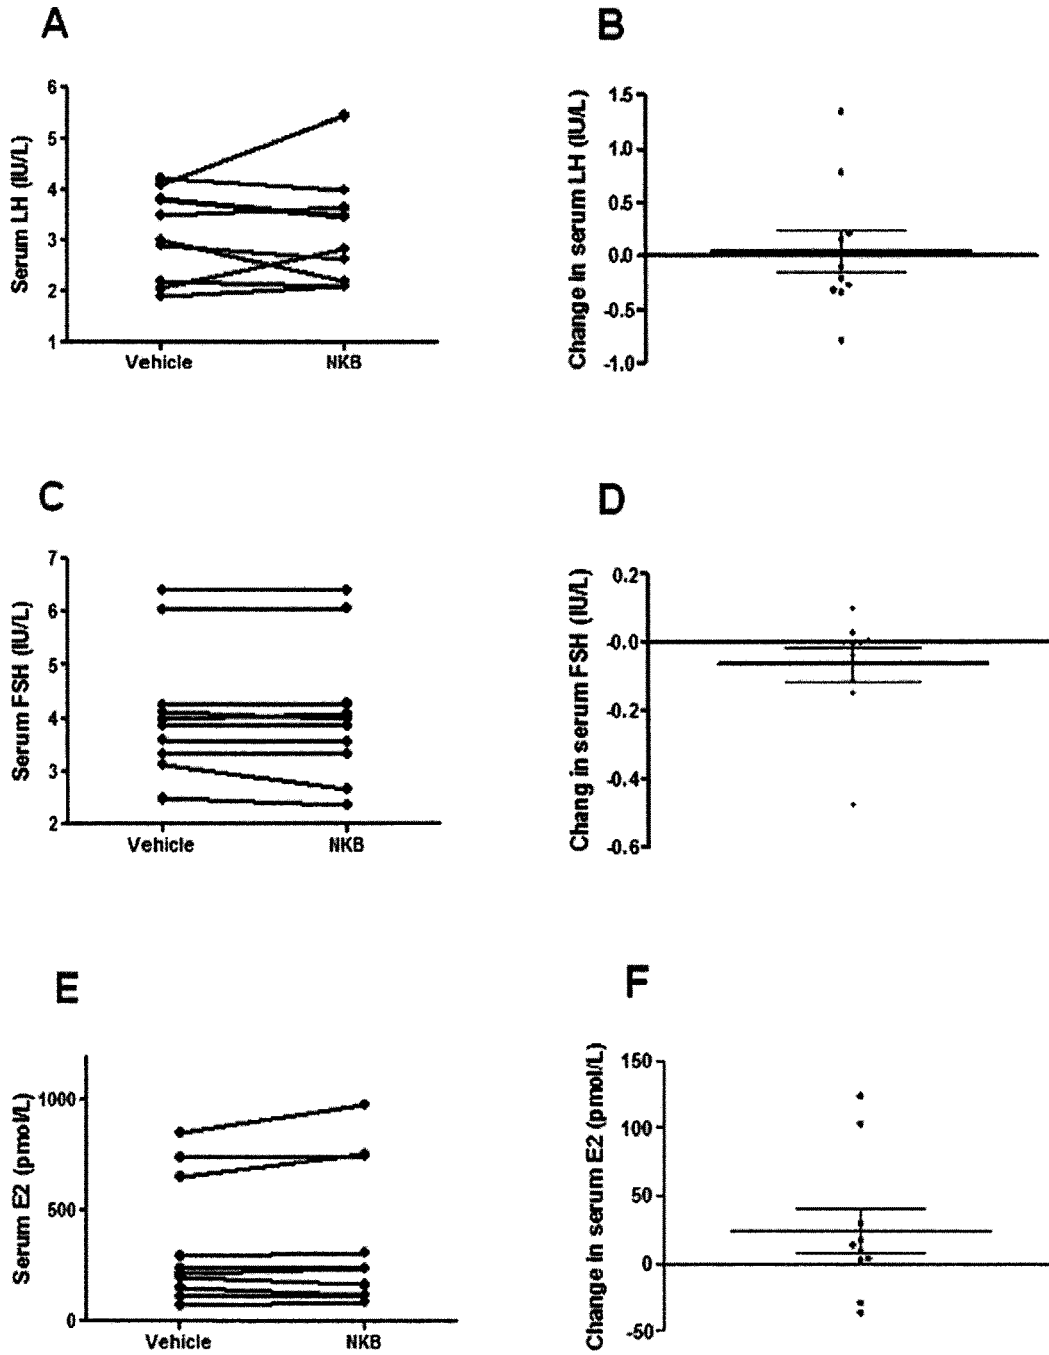 A
Serum LH (IU/L)
6
5
4
3
2
1
Vehicle
NKB
B
Change in serum LH (IU/L)
1.5
1.0
0.5
0.0
-0.5
-1.0
C
Serum FSH (IU/L)
7
6
5
4
3
2
Vehicle
NKB
D
Chang in serum FSH (IU/L)
0.2
-0.0
-0.2
-0.4
-0.6
E
Serum E2 (pmol/L)
1000
500
0
Vehicle
NKB
F
Change in serum E2 (pmol/L)
150
100
50
0
-50